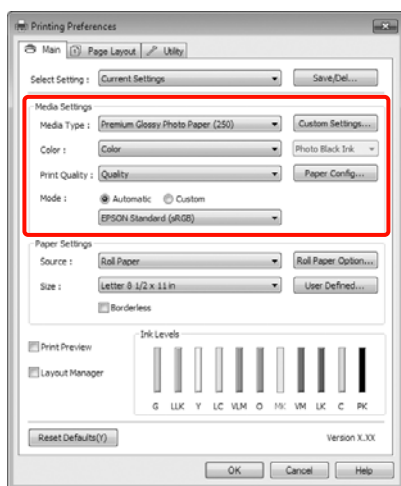 Printing Preferences
Main Page Layout Utility
Select Setting : Current Settings Save/Del...
Media Settings
Media Type : Premium Glossy Photo Paper (250) Custom Settings...
Color : Color Photo Black Ink
Print Quality : Quality Paper Config...
Mode : Automatic Custom
EPSON Standard (sRGB)
Paper Settings
Source : Roll Paper Roll Paper Option...
Size : Letter 8 1/2 x 11 in User Defined...
Borderless
Ink Levels
Print Preview
Layout Manager
G LLK Y LC VLM O MK VM LK C PK
Reset Defaults(Y) Version X.XX
OK Cancel Help